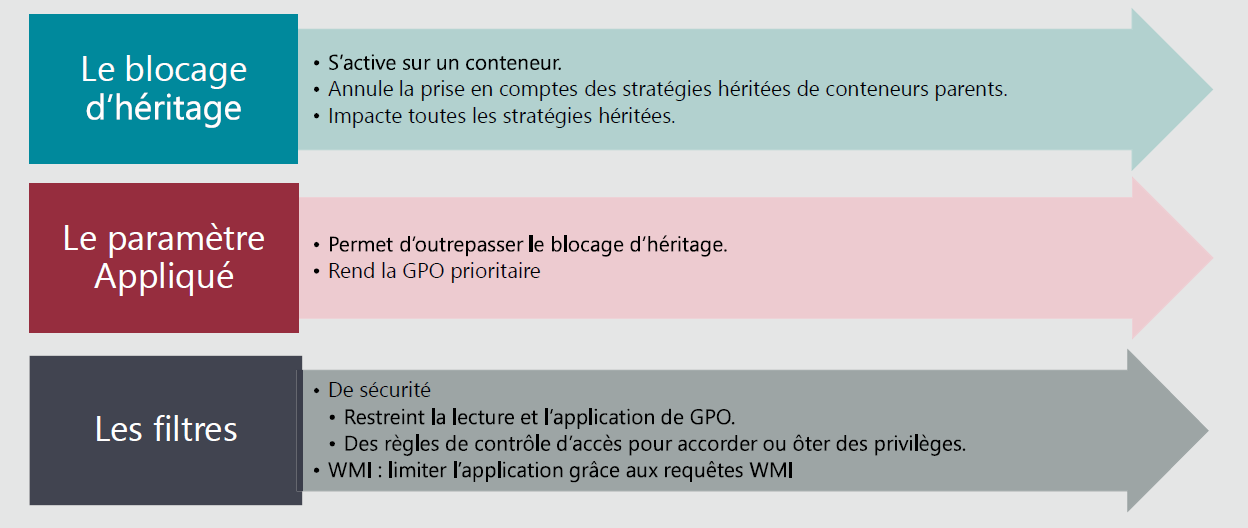 Le blocage
d'héritage
• S'active sur un conteneur.
• Annule la prise en comptes des stratégies héritées de conteneurs parents.
• Impacte toutes les stratégies héritées.
Le paramètre
Appliqué
• Permet d'outrepasser le blocage d'héritage.
• Rend la GPO prioritaire
Les filtres
• De sécurité
• Restreint la lecture et l'application de GPO.
• Des règles de contrôle d'accès pour accorder ou ôter des privilèges.
• WMI : limiter l'application grâce aux requêtes WMI